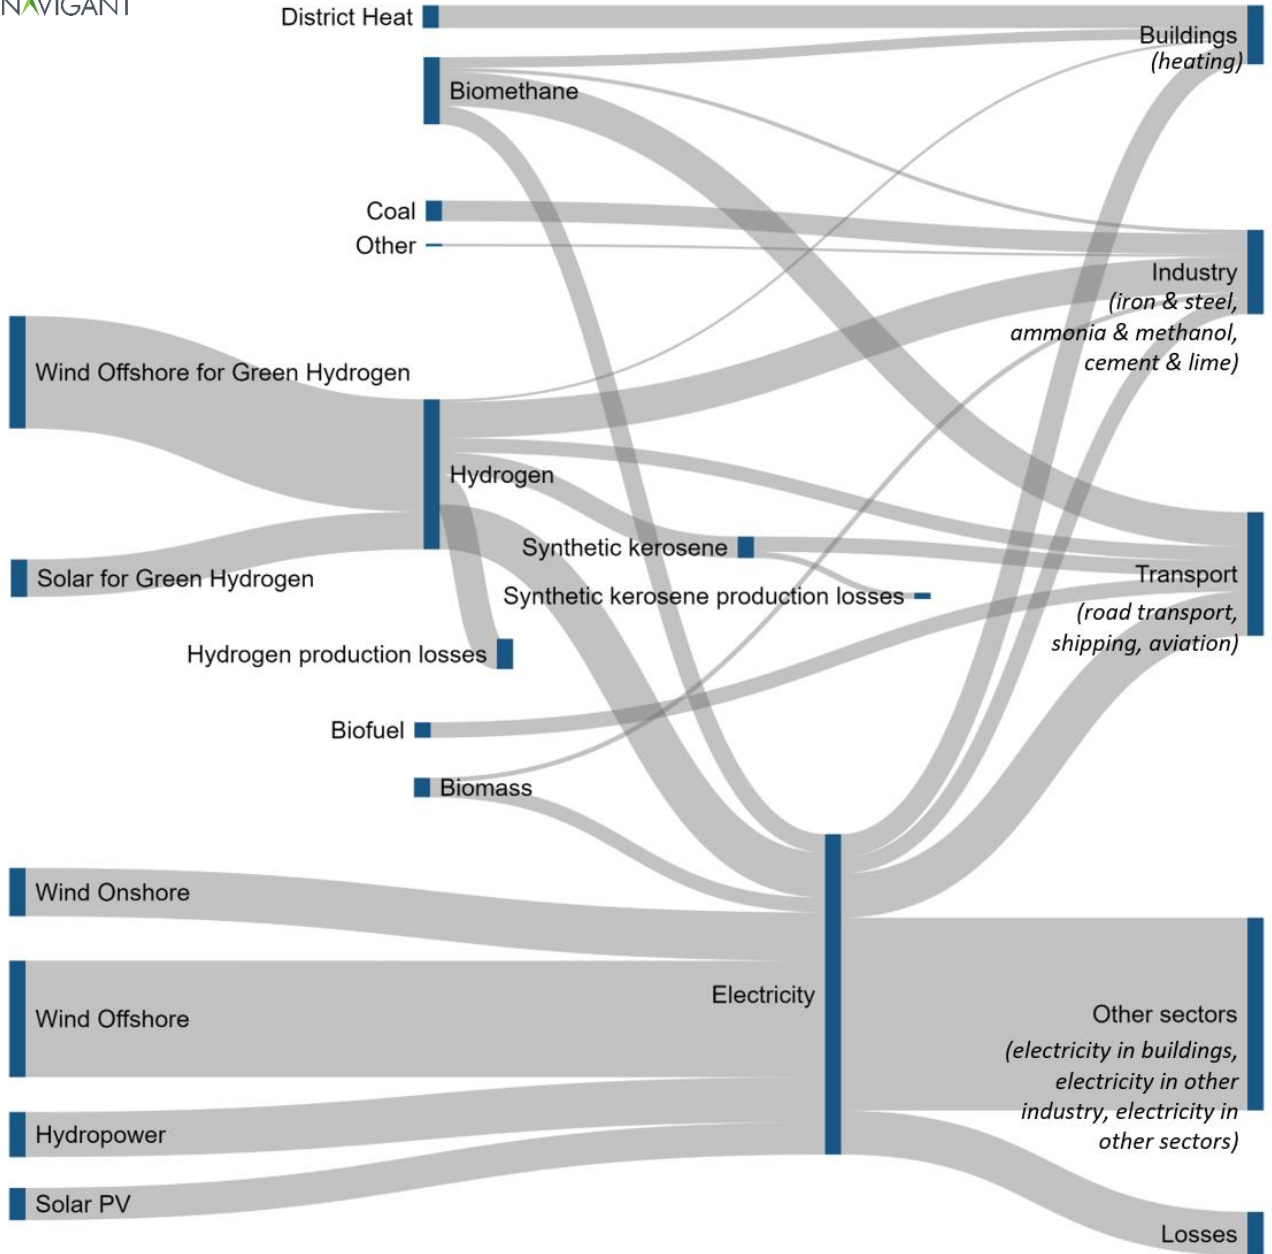 NAVIGANT
District Heat
Buildings
(heating)
Biomethane
Coal
Other
Industry
(iron & steel,
ammonia & methanol,
cement & lime)
Wind Offshore for Green Hydrogen
Hydrogen
Synthetic kerosene
Solar for Green Hydrogen
Synthetic kerosene production losses
Transport
(road transport,
shipping, aviation)
Hydrogen production losses
Biofuel
Biomass
Wind Onshore
Electricity
Wind Offshore
Other sectors
(electricity in buildings,
electricity in other
industry, electricity in
other sectors)
Hydropower
Solar PV
Losses